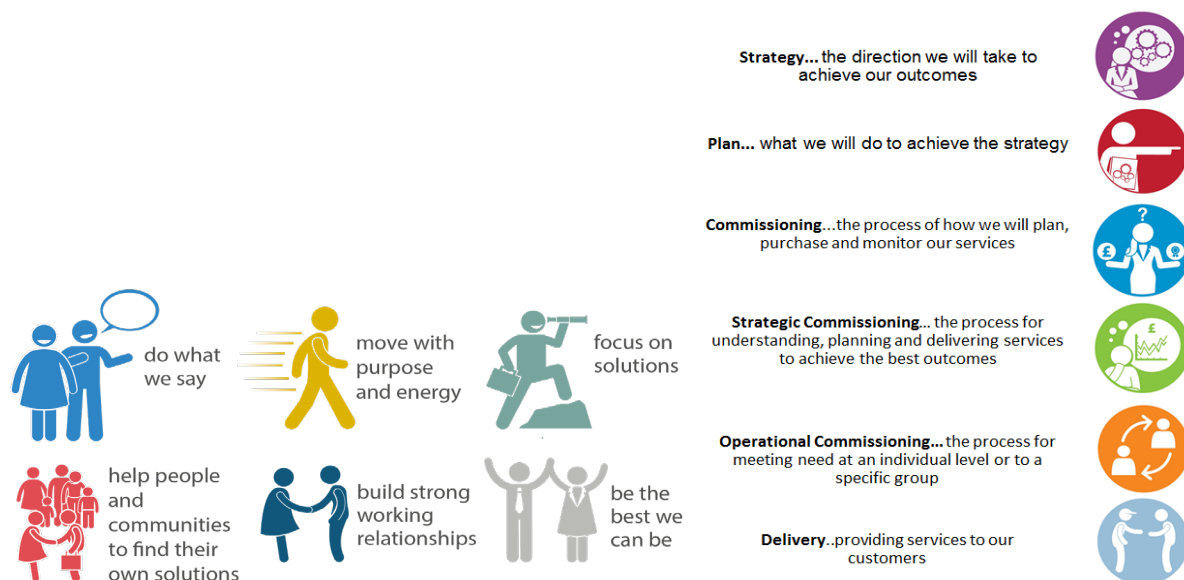 do what
we say
move with
purpose
and energy
focus on
solutions
help people
and
communities
to find their
own solutions
build strong
working
relationships
be the
best we
can be
Strategy... the direction we will take to
achieve our outcomes
Plan... what we will do to achieve the strategy
Commissioning...the process of how we will plan,
purchase and monitor our services
?
£
Strategic Commissioning... the process for
understanding, planning and delivering services
to achieve the best outcomes
£
Operational Commissioning... the process for
meeting need at an individual level or to a
specific group
Delivery..providing services to our
customers